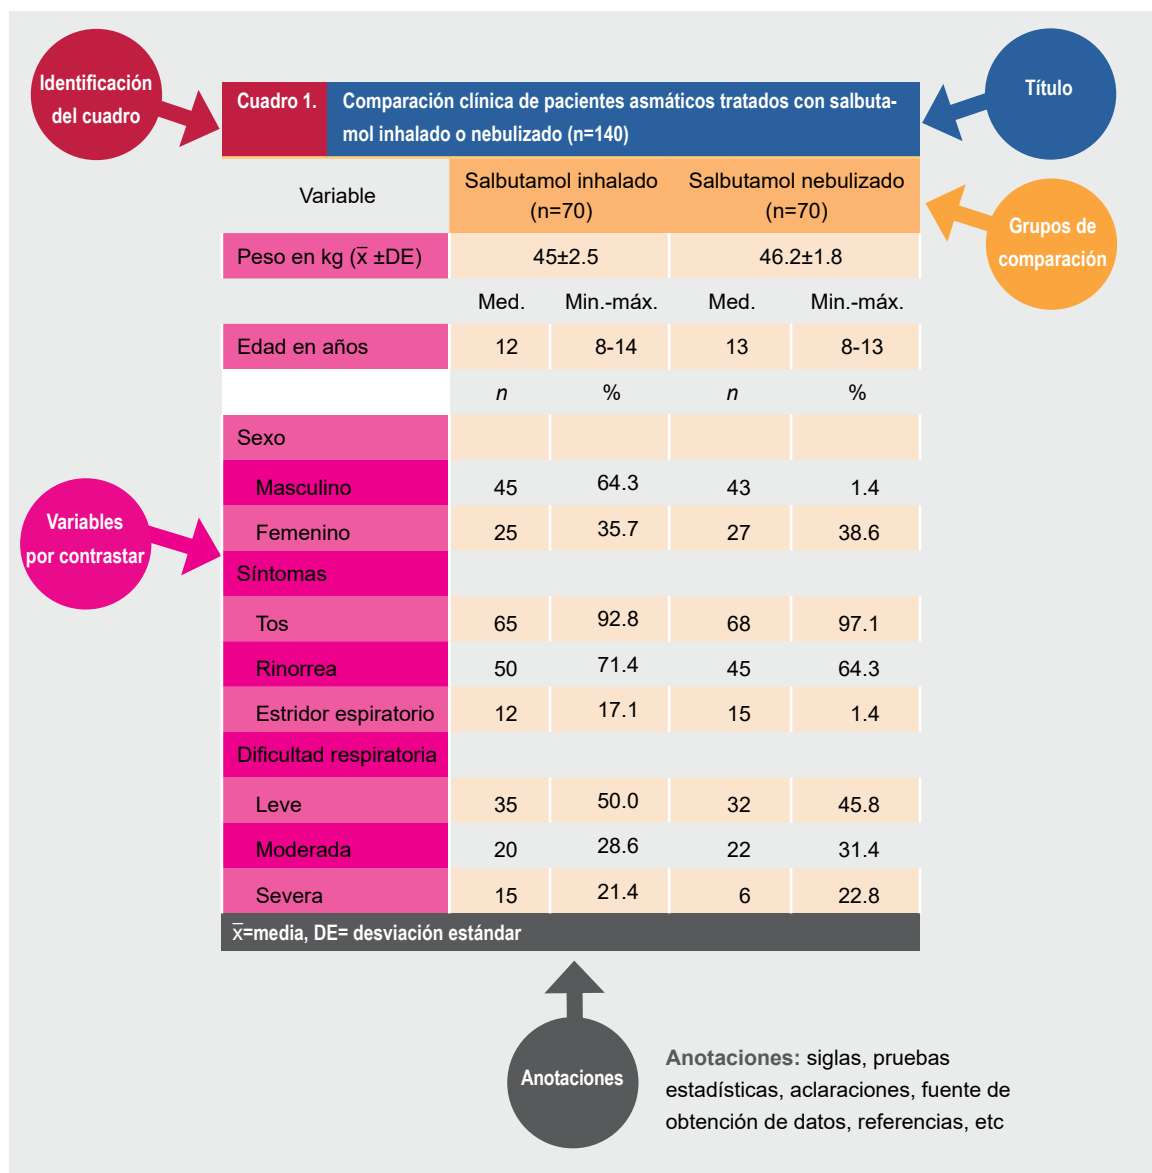 Identificación
del cuadro
Cuadro 1.
Comparación clínica de pacientes asmáticos tratados con salbuta-
mol inhalado o nebulizado (n=140)
Título
Variable
Salbutamol inhalado
(n=70)
Salbutamol nebulizado
(n=70)
Grupos de
comparación
Peso en kg (x̅ ±DE) 45±2.5 46.2±1.8
Med. Min.-máx. Med. Min.-máx.
Edad en años 12 8-14 13 8-13
n % n %
Sexo
Masculino 45 64.3 43 1.4
Femenino 25 35.7 27 38.6
Variables
por contrastar
Síntomas
Tos 65 92.8 68 97.1
Rinorrea 50 71.4 45 64.3
Estridor espiratorio 12 17.1 15 1.4
Dificultad respiratoria
Leve 35 50.0 32 45.8
Moderada 20 28.6 22 31.4
Severa 15 21.4 6 22.8
x̅=media, DE= desviación estándar
Anotaciones
Anotaciones: siglas, pruebas
estadísticas, aclaraciones, fuente de
obtención de datos, referencias, etc